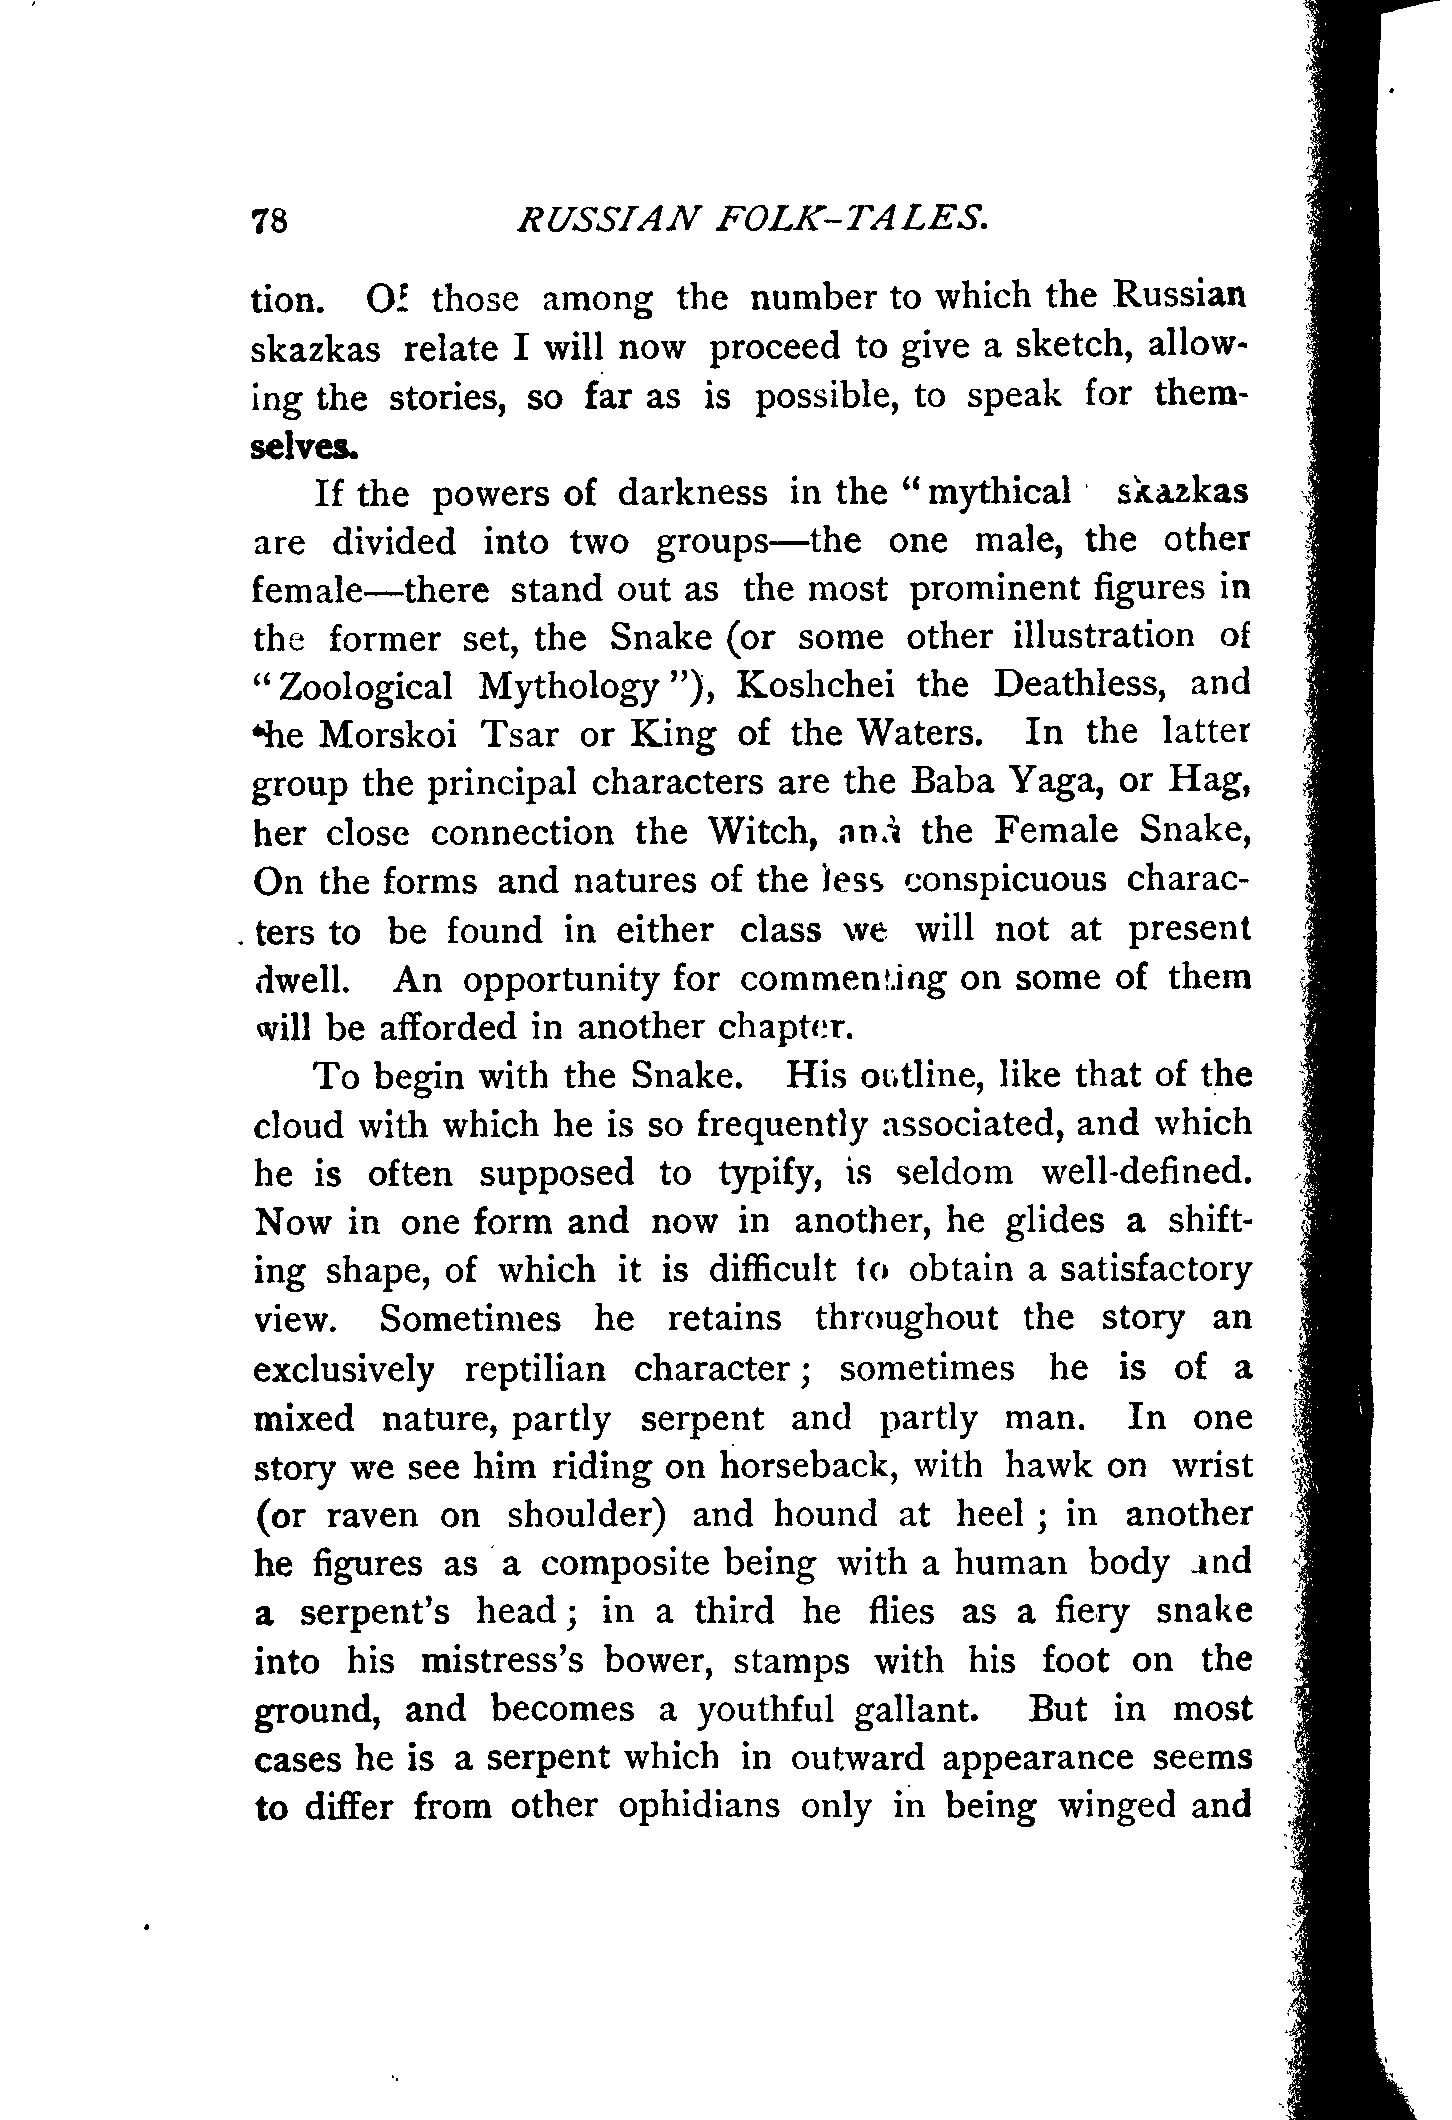 78 RUSSIAN FOLK-TALES.
tion. Of those among the number to which the Russian
skazkas relate I will now proceed to give a sketch, allow-
ing the stories, so far as is possible, to speak for them-
selves.
If the powers of darkness in the “mythical skazkas
are divided into two groups—the one male, the other
female—there stand out as the most prominent figures in
the former set, the Snake (or some other illustration of
“Zoological Mythology”), Koshchei the Deathless, and
the Morskoi Tsar or King of the Waters. In the latter
group the principal characters are the Baba Yaga, or Hag,
her close connection the Witch, and the Female Snake,
On the forms and natures of the less conspicuous charac-
ters to be found in either class we will not at present
dwell. An opportunity for commenting on some of them
will be afforded in another chapter.
To begin with the Snake. His outline, like that of the
cloud with which he is so frequently associated, and which
he is often supposed to typify, is seldom well-defined.
Now in one form and now in another, he glides a shift-
ing shape, of which it is difficult to obtain a satisfactory
view. Sometimes he retains throughout the story an
exclusively reptilian character; sometimes he is of a
mixed nature, partly serpent and partly man. In one
story we see him riding on horseback, with hawk on wrist
(or raven on shoulder) and hound at heel; in another
he figures as a composite being with a human body and
a serpent's head; in a third he flies as a fiery snake
into his mistress's bower, stamps with his foot on the
ground, and becomes a youthful gallant. But in most
cases he is a serpent which in outward appearance seems
to differ from other ophidians only in being winged and